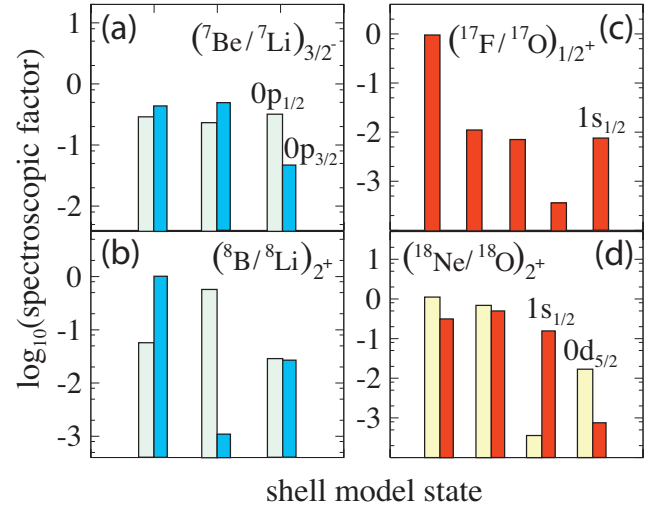 log₁₀(spectroscopic factor)
(a)
(⁷Be/⁷Li)₃/₂⁻
1
0
-1
-2
0p₁/₂
0p₃/₂
(b)
(⁸B/⁸Li)₂⁺
0
-1
-2
-3
(c)
(¹⁷F/¹⁷O)₁/₂⁺
0
-1
-2
-3
1s₁/₂
(d)
(¹⁸Ne/¹⁸O)₂⁺
1
0
-1
-2
-3
1s₁/₂
0d₅/₂
shell model state